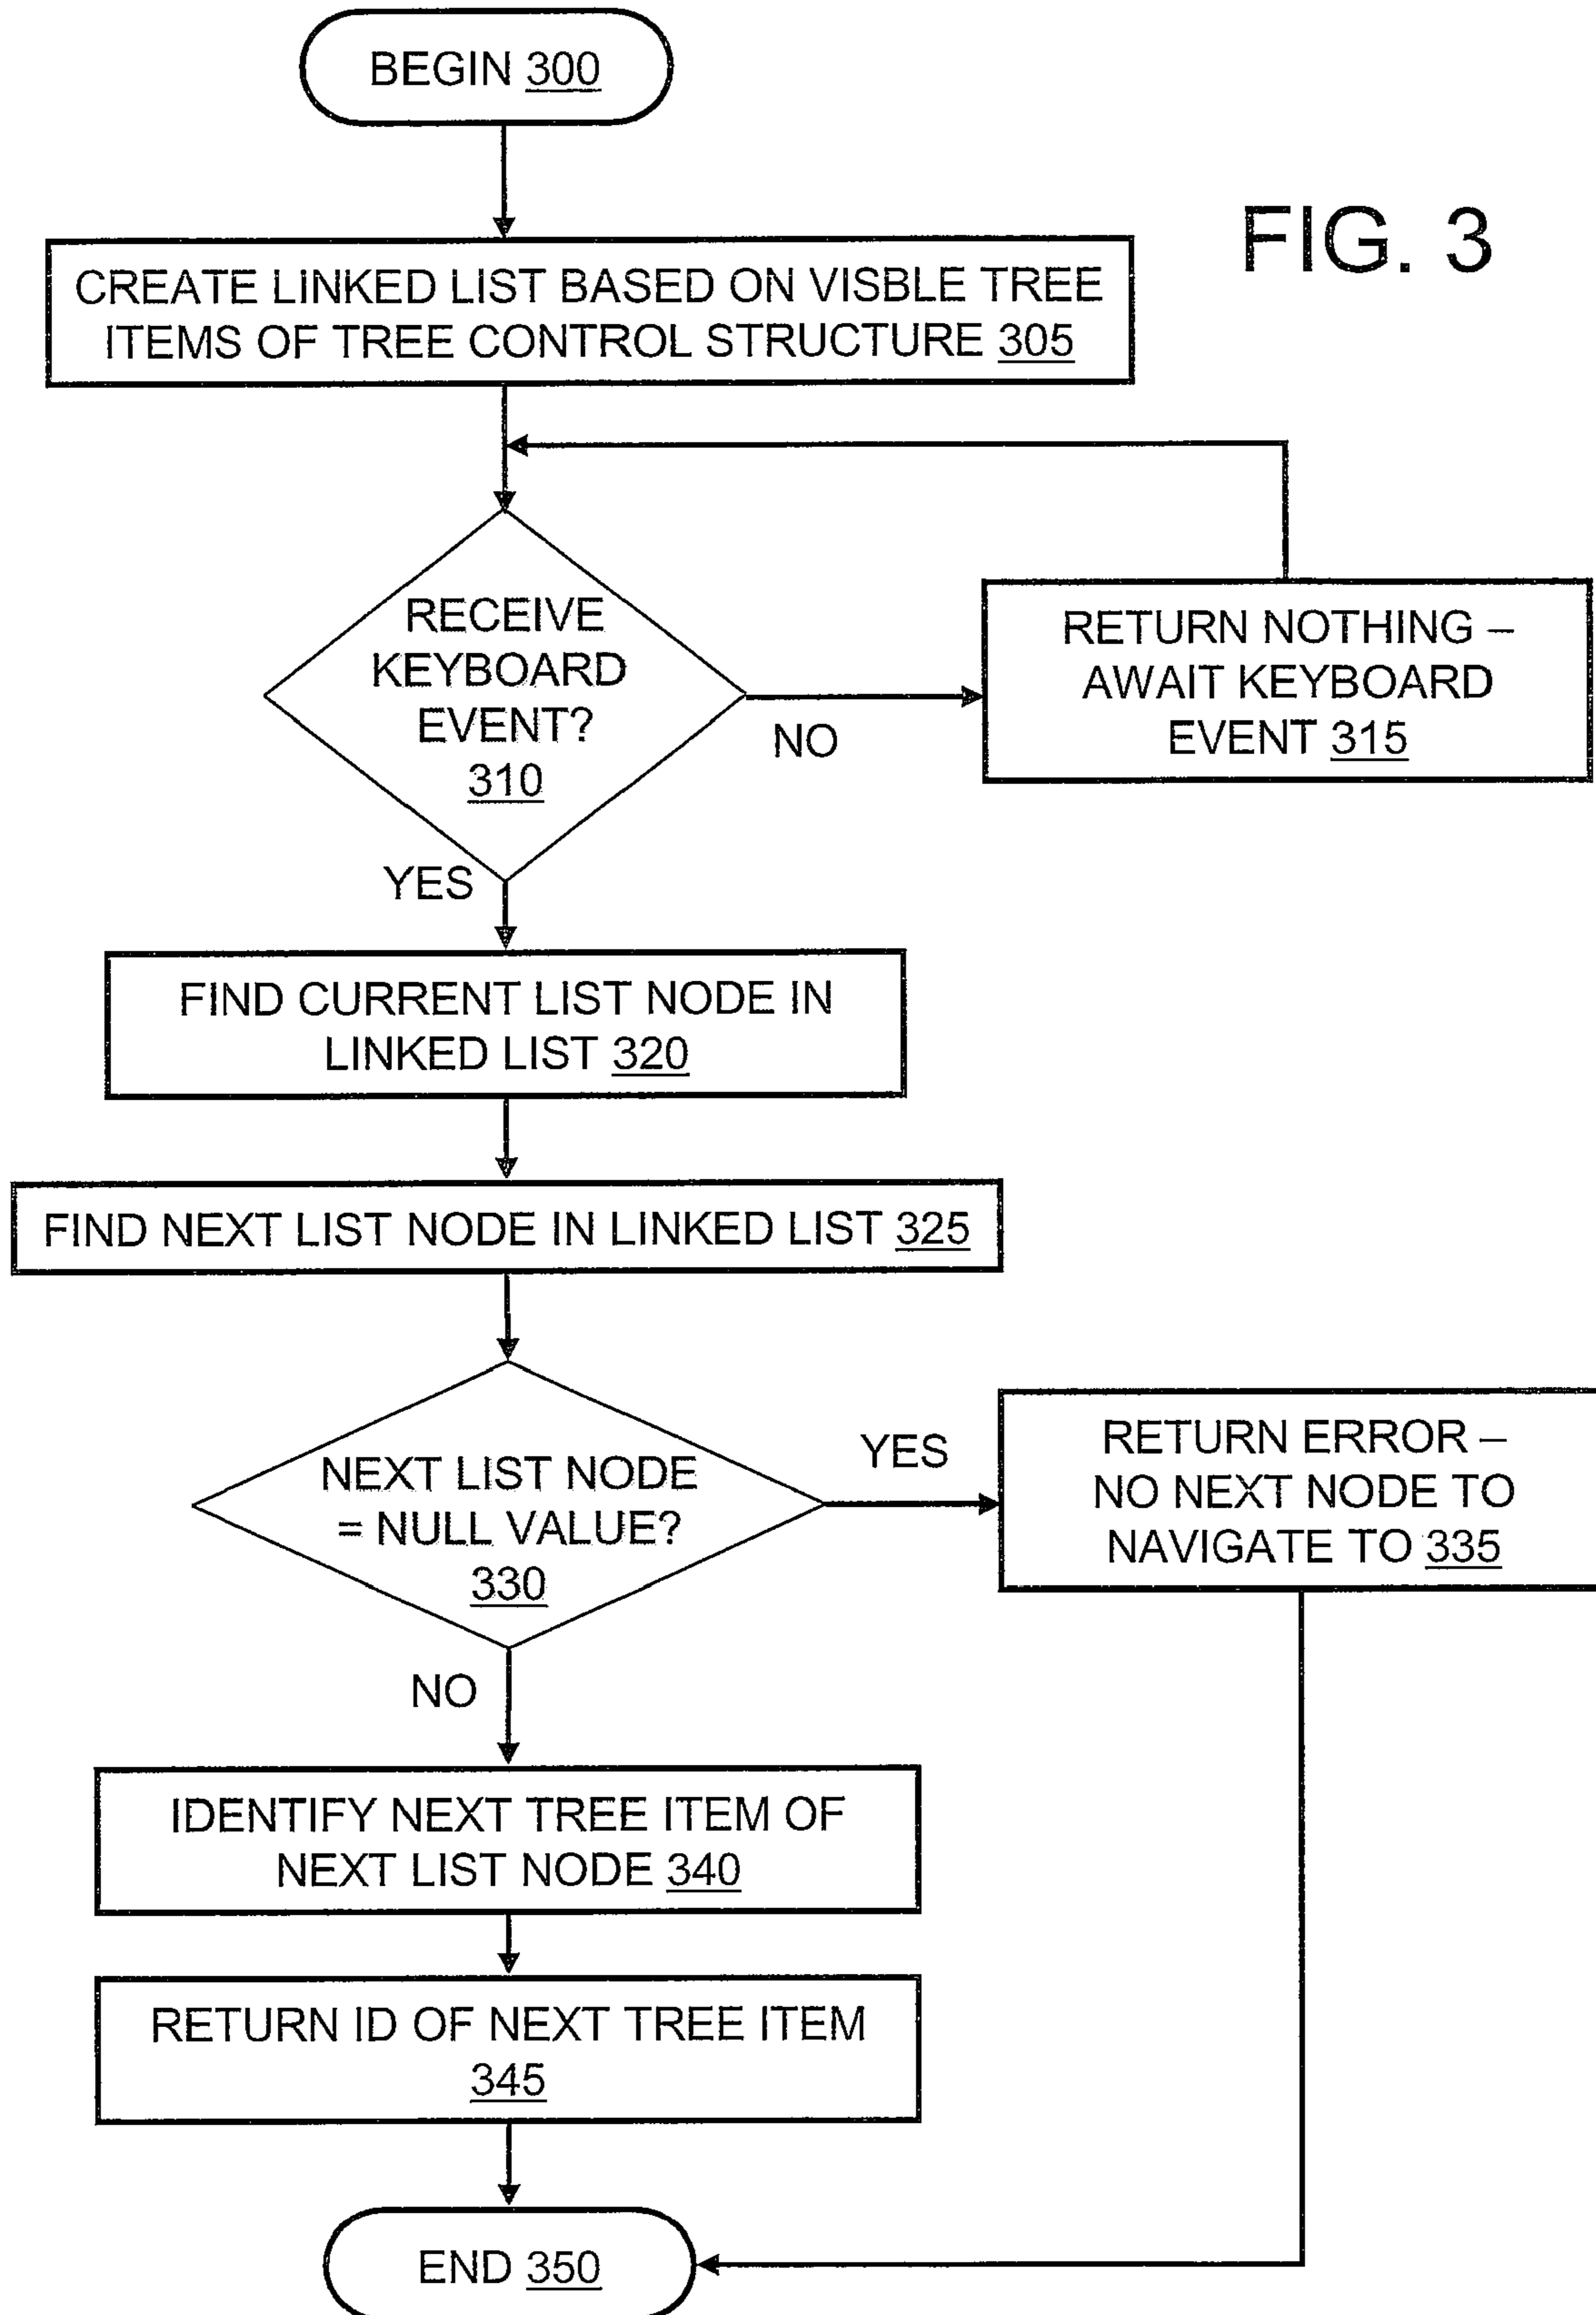 BEGIN 300
FIG. 3
CREATE LINKED LIST BASED ON VISBLE TREE
ITEMS OF TREE CONTROL STRUCTURE 305
RECEIVE
KEYBOARD
EVENT?
310
NO
RETURN NOTHING –
AWAIT KEYBOARD
EVENT 315
YES
FIND CURRENT LIST NODE IN
LINKED LIST 320
FIND NEXT LIST NODE IN LINKED LIST 325
NEXT LIST NODE
= NULL VALUE?
330
YES
RETURN ERROR –
NO NEXT NODE TO
NAVIGATE TO 335
NO
IDENTIFY NEXT TREE ITEM OF
NEXT LIST NODE 340
RETURN ID OF NEXT TREE ITEM
345
END 350